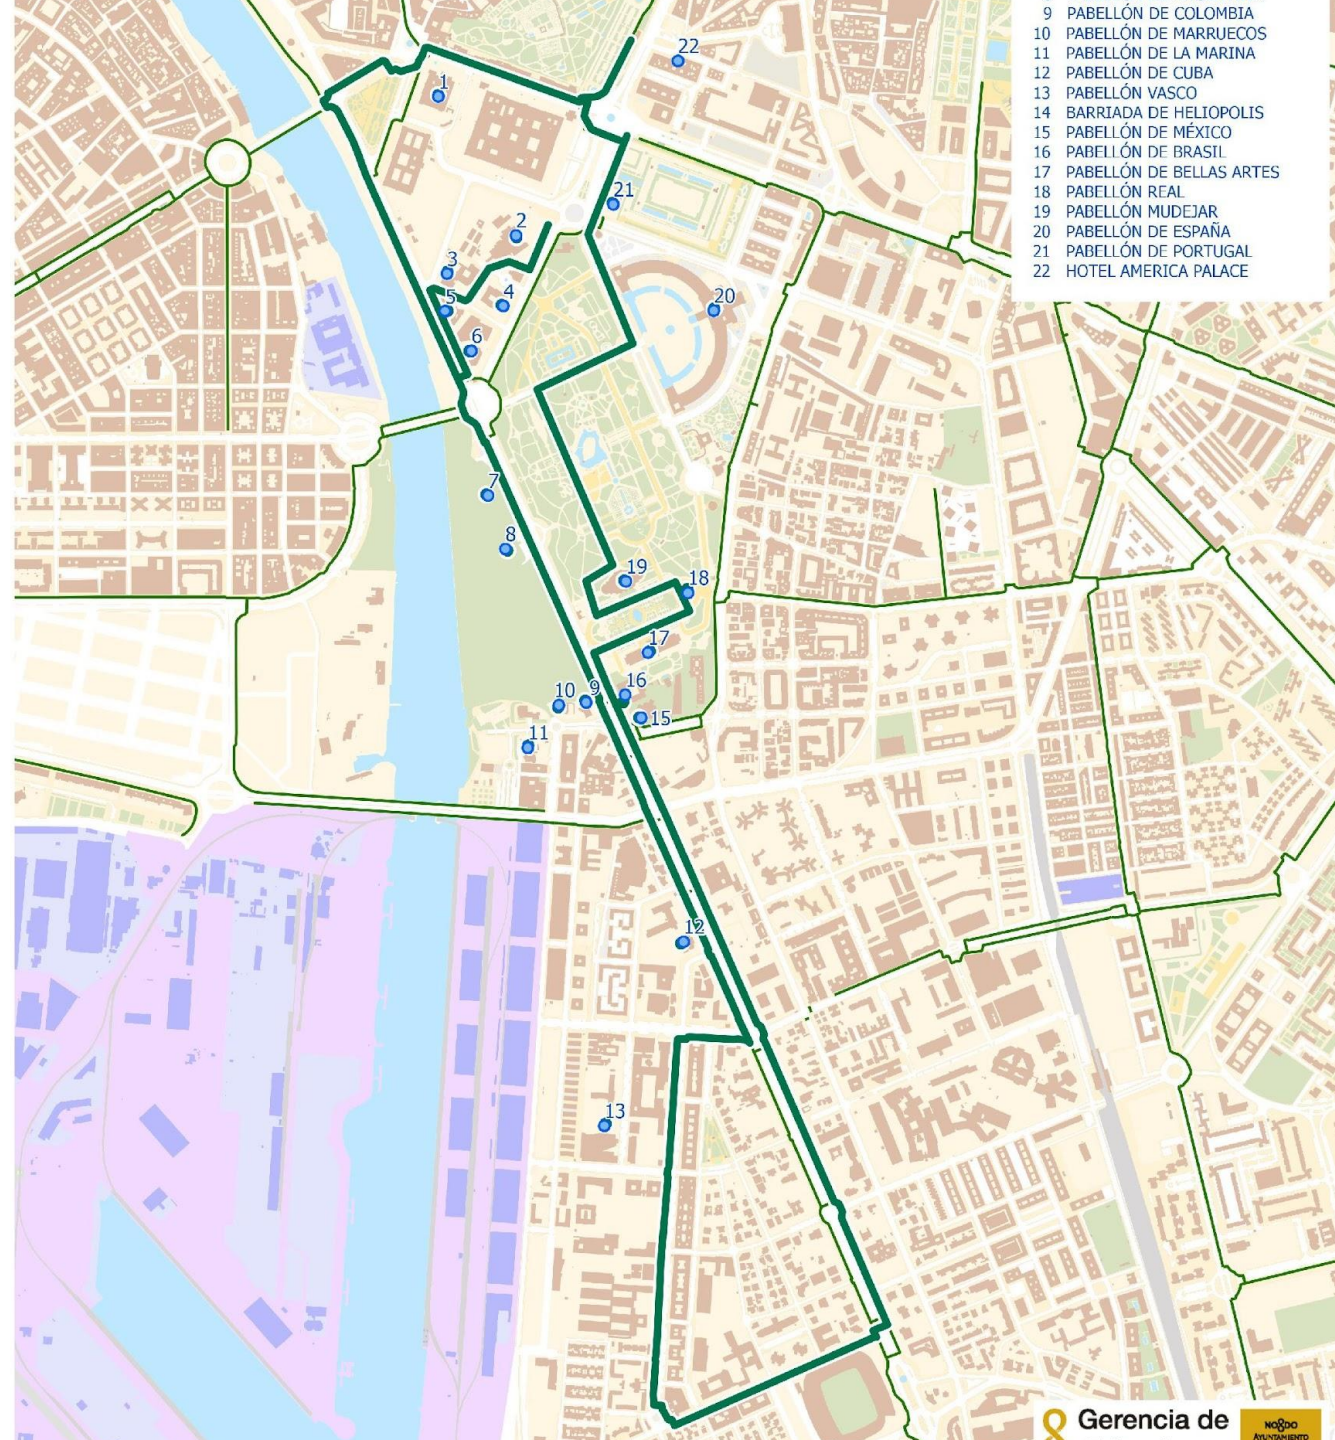 9 PABELLÓN DE COLOMBIA
10 PABELLÓN DE MARRUECOS
11 PABELLÓN DE LA MARINA
12 PABELLÓN DE CUBA
13 PABELLÓN VASCO
14 BARRIADA DE HELIOPOLIS
15 PABELLÓN DE MÉXICO
16 PABELLÓN DE BRASIL
17 PABELLÓN DE BELLAS ARTES
18 PABELLÓN REAL
19 PABELLÓN MUDEJAR
20 PABELLÓN DE ESPAÑA
21 PABELLÓN DE PORTUGAL
22 HOTEL AMERICA PALACE
22
1
21
2
3
4
5
20
6
7
8
19
18
17
16
9
10
15
11
12
13
Gerencia de
NO8DO
AYUNTAMIENTO